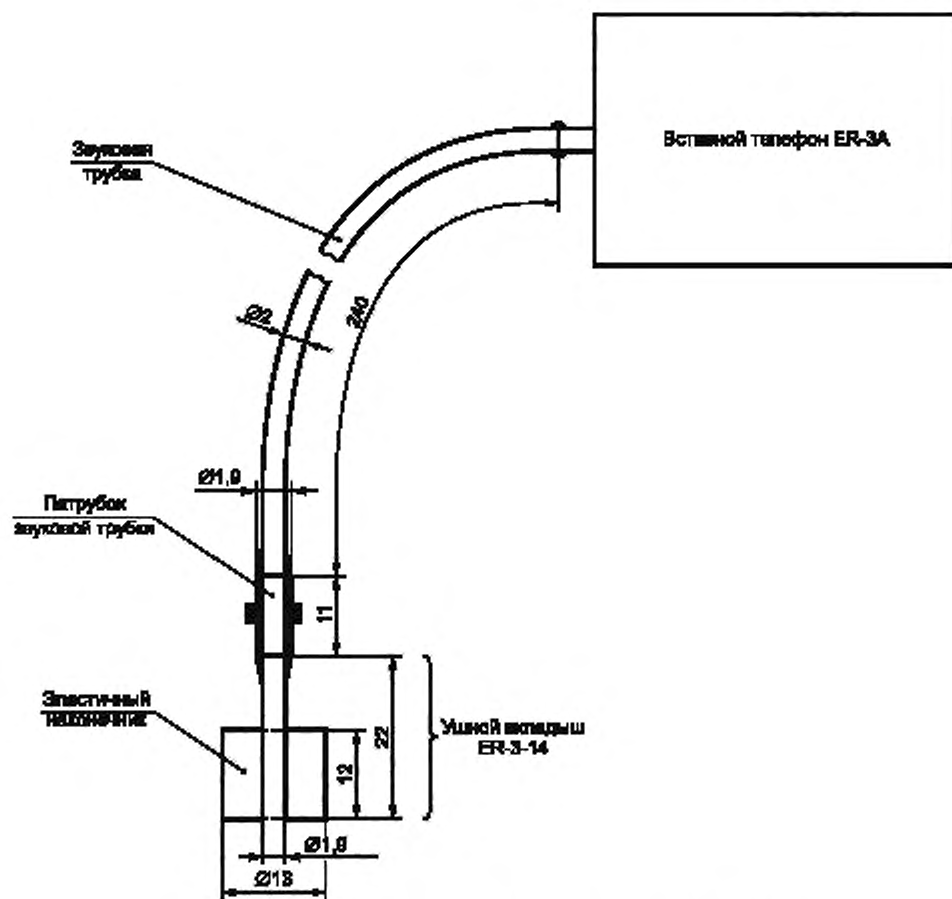 Вставной телефон ER-3A
Звуковая
трубка
Ø2
240
Ø1,9
Патрубок
звуковой трубки
11
Эластичный
наконечник
22
12
Ушной вкладыш
ER-3-14
Ø1,9
Ø13